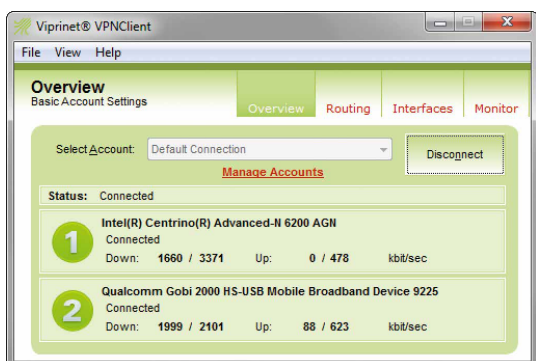 Viprinet® VPNClient
File View Help
Overview
Basic Account Settings
Overview Routing Interfaces Monitor
Select Account: Default Connection Disconnect
Manage Accounts
Status: Connected
1 Intel(R) Centrino(R) Advanced-N 6200 AGN
Connected
Down: 1660 / 3371 Up: 0 / 478 kbit/sec
2 Qualcomm Gobi 2000 HS-USB Mobile Broadband Device 9225
Connected
Down: 1999 / 2101 Up: 88 / 623 kbit/sec